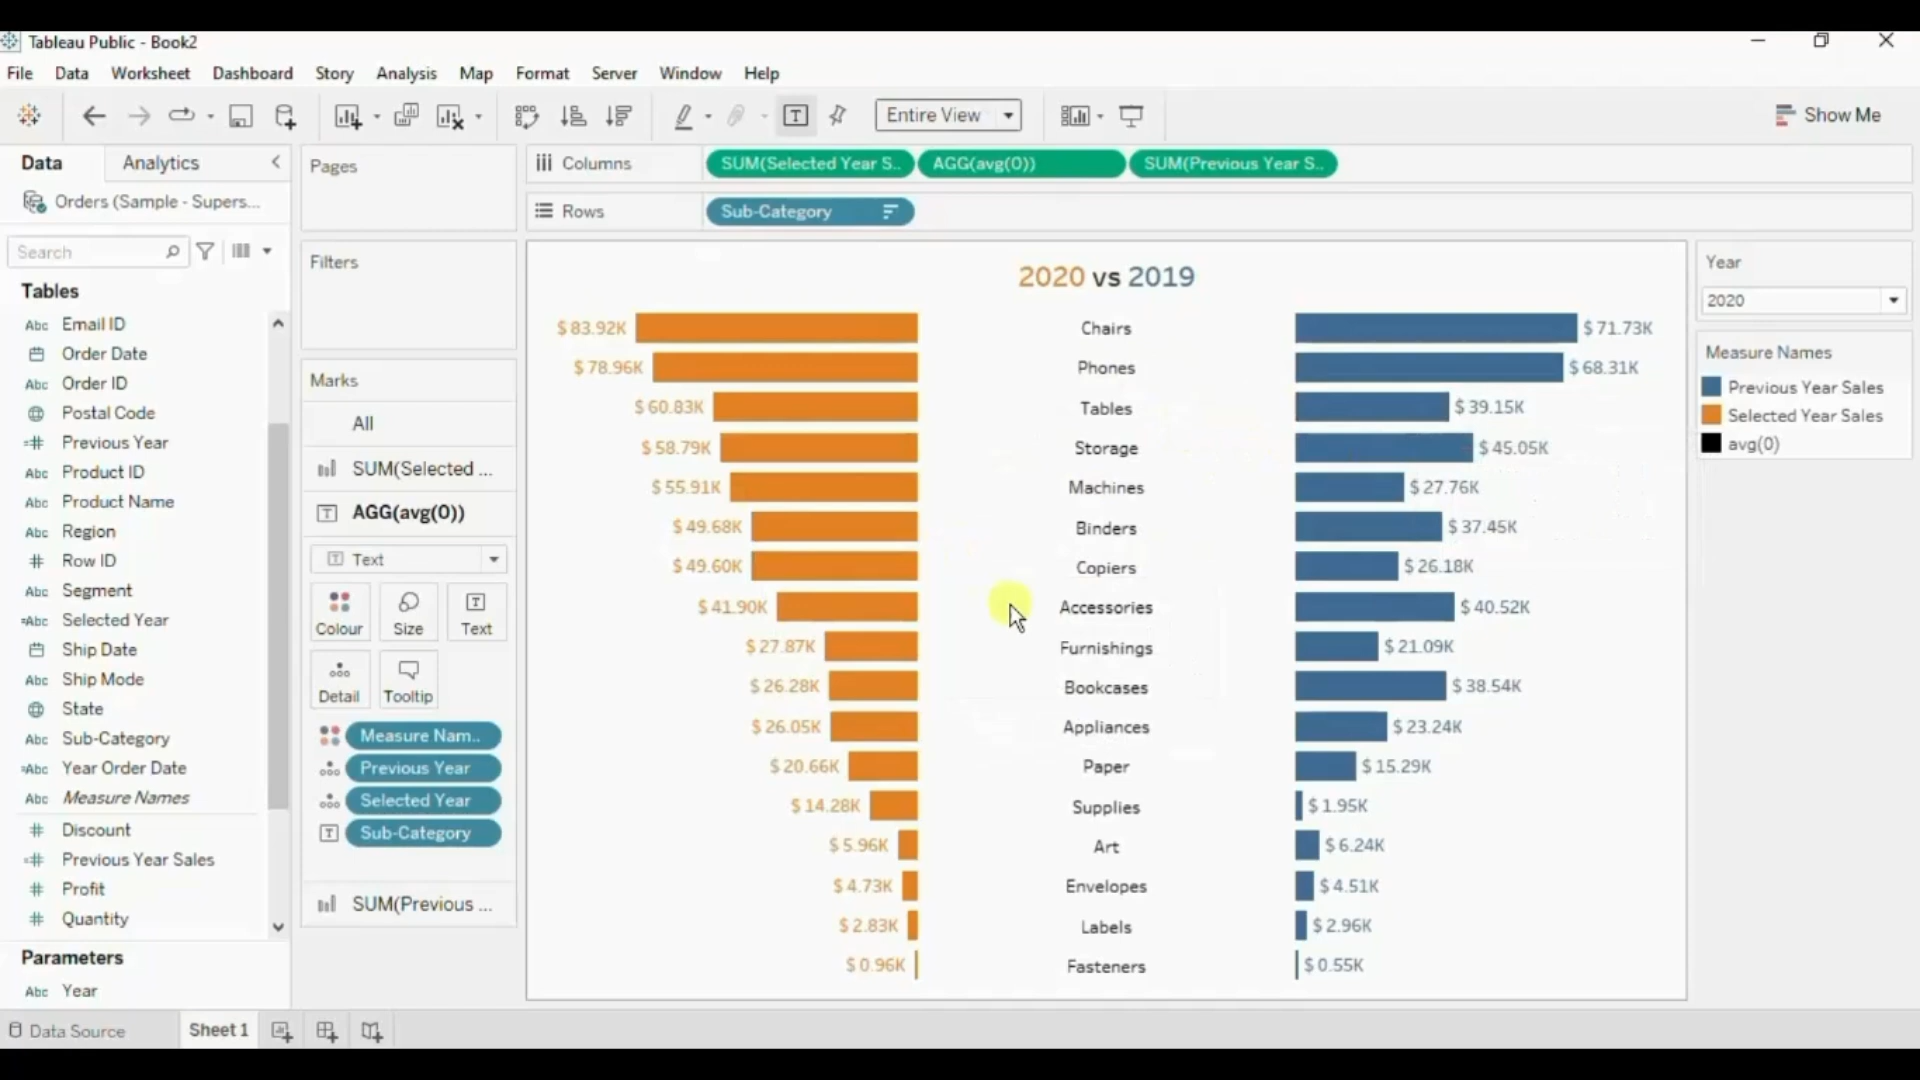 Tableau Public - Book2
File Data Worksheet Dashboard Story Analysis Map Format Server Window Help
Entire View
Show Me
Data Analytics
Pages
Columns SUM(Selected Year S.. AGG(avg(0)) SUM(Previous Year S..
Orders (Sample - Supers...
Rows Sub-Category
Search
Filters
Tables
Email ID
Order Date
Order ID
Postal Code
Previous Year
Product ID
Product Name
Region
Row ID
Segment
Selected Year
Ship Date
Ship Mode
State
Sub-Category
Year Order Date
Measure Names
Discount
Previous Year Sales
Profit
Quantity
Parameters
Year
Marks
All
SUM(Selected ...
AGG(avg(0))
Text
Colour Size Text
Detail Tooltip
Measure Nam..
Previous Year
Selected Year
Sub-Category
SUM(Previous ...
2020 vs 2019
$ 83.92K Chairs $ 71.73K
$ 78.96K Phones $ 68.31K
$ 60.83K Tables $ 39.15K
$ 58.79K Storage $ 45.05K
$ 55.91K Machines $ 27.76K
$ 49.68K Binders $ 37.45K
$ 49.60K Copiers $ 26.18K
$ 41.90K Accessories $ 40.52K
$ 27.87K Furnishings $ 21.09K
$ 26.28K Bookcases $ 38.54K
$ 26.05K Appliances $ 23.24K
$ 20.66K Paper $ 15.29K
$ 14.28K Supplies $ 1.95K
$ 5.96K Art $ 6.24K
$ 4.73K Envelopes $ 4.51K
$ 2.83K Labels $ 2.96K
$ 0.96K Fasteners $ 0.55K
Year
2020
Measure Names
Previous Year Sales
Selected Year Sales
avg(0)
Data Source Sheet 1